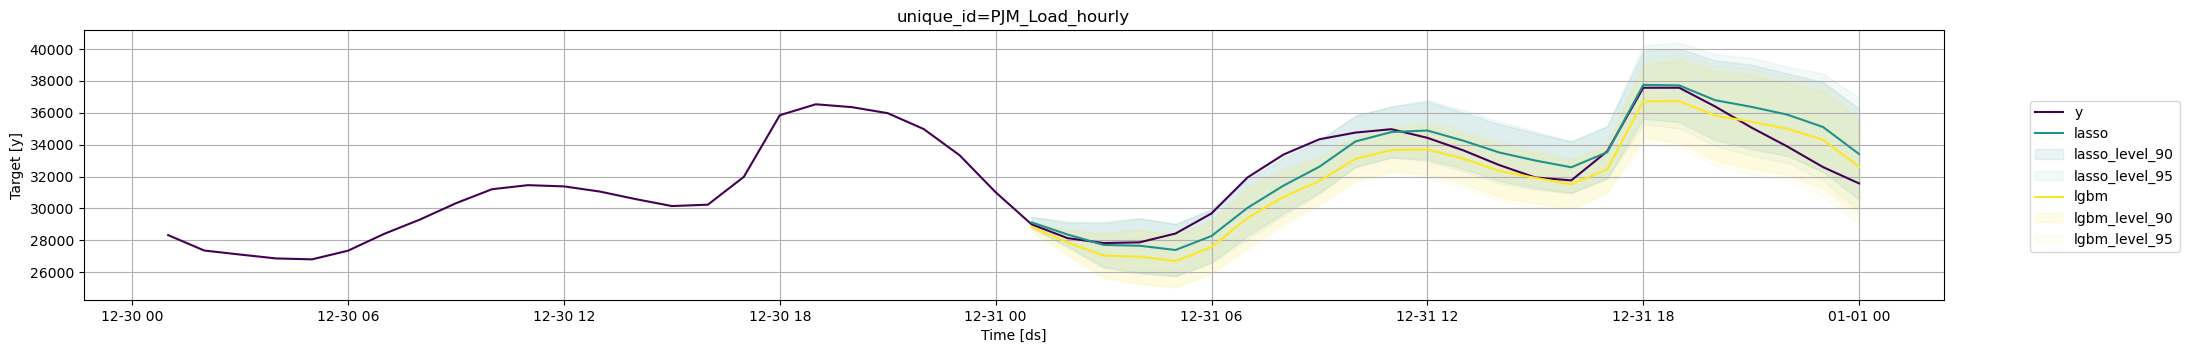 unique_id=PJM_Load_hourly
Target [y]
40000
38000
36000
34000
32000
30000
28000
26000
12-30 00
12-30 06
12-30 12
12-30 18
12-31 00
12-31 06
12-31 12
12-31 18
01-01 00
Time [ds]
y
lasso
lasso_level_90
lasso_level_95
lgbm
lgbm_level_90
lgbm_level_95